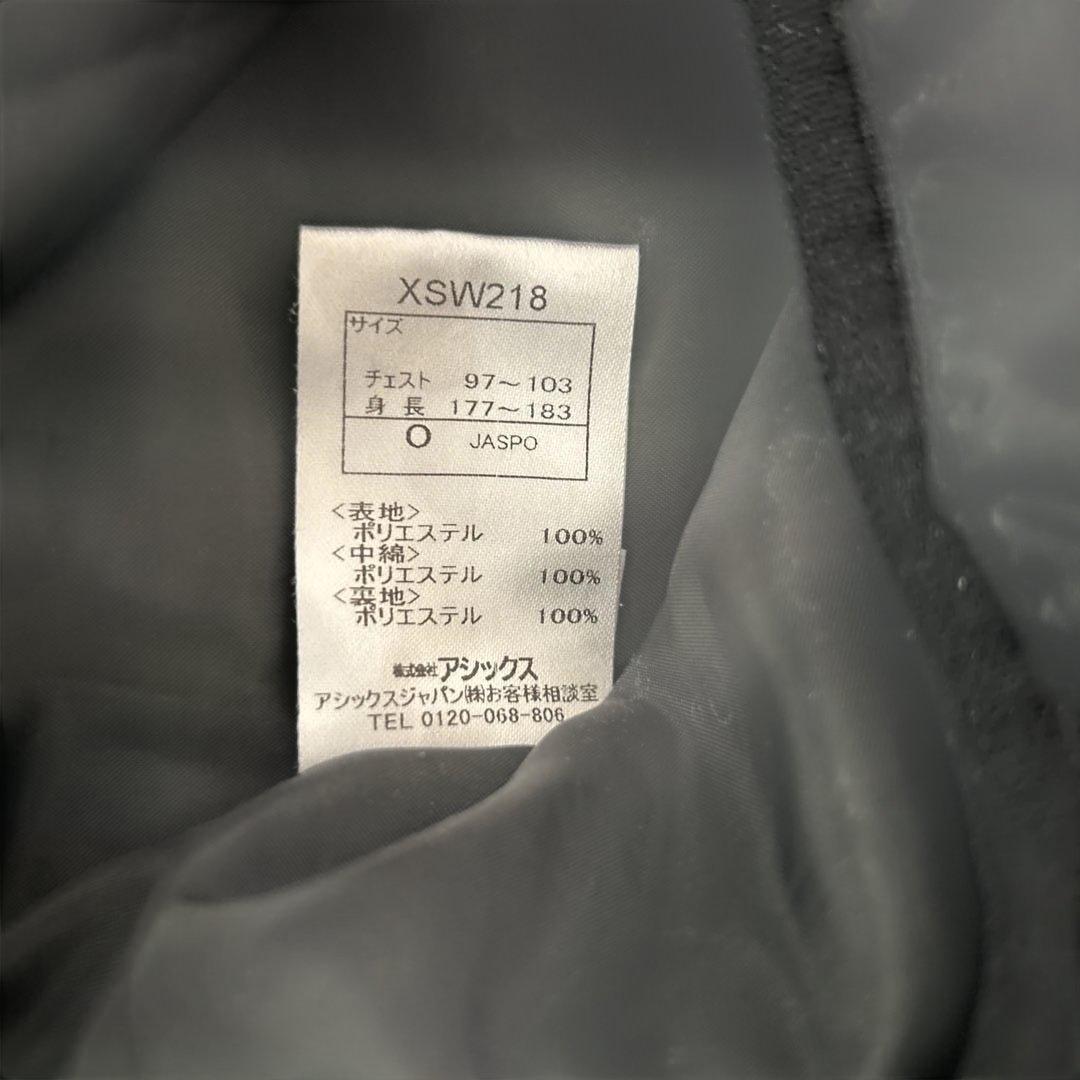 XSW218
サイズ
チェスト 97～103
身長 177～183
O JASPO
<表地>
ポリエステル 100%
<中綿>
ポリエステル 100%
<裏地>
ポリエステル 100%
株式会社アシックス
アシックスジャパン㈱お客様相談室
TEL 0120-068-806